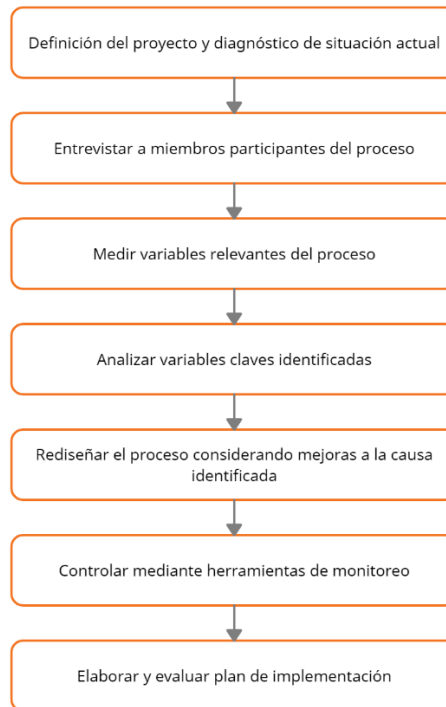 Definición del proyecto y diagnóstico de situación actual
Entrevistar a miembros participantes del proceso
Medir variables relevantes del proceso
Analizar variables claves identificadas
Rediseñar el proceso considerando mejoras a la causa
identificada
Controlar mediante herramientas de monitoreo
Elaborar y evaluar plan de implementación